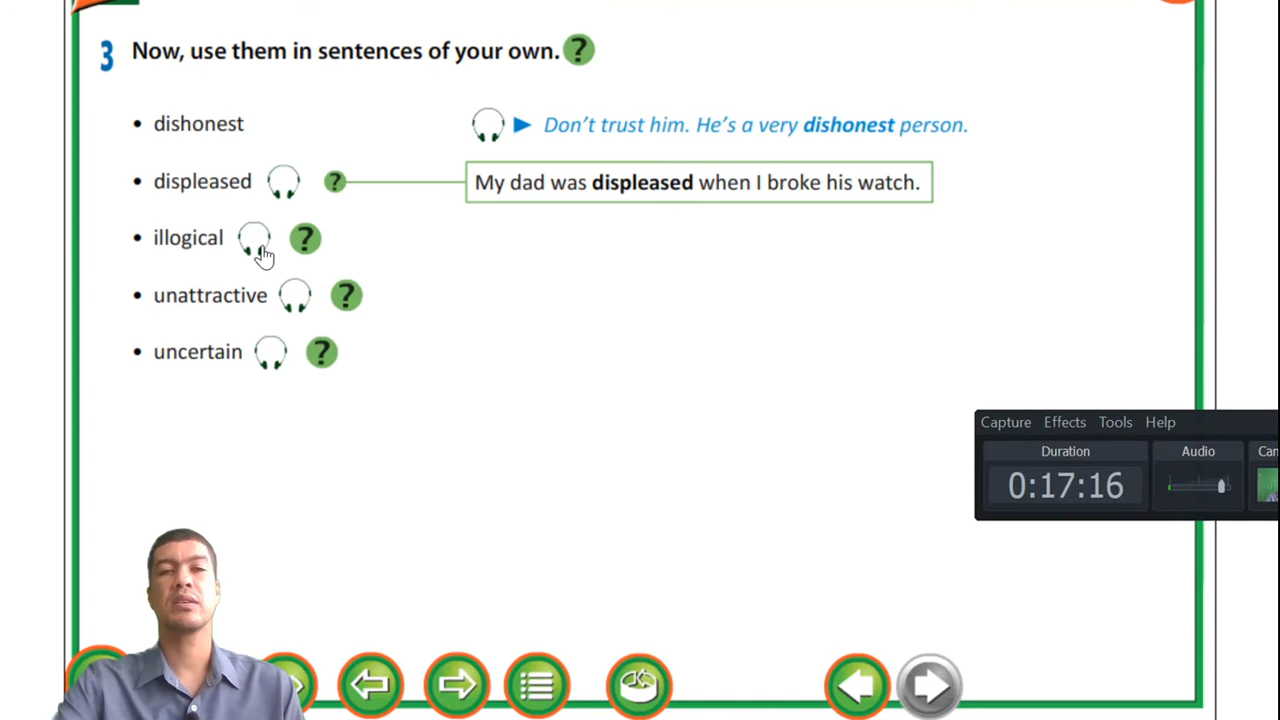 3 Now, use them in sentences of your own. ?
• dishonest ► Don't trust him. He's a very dishonest person.
• displeased ? My dad was displeased when I broke his watch.
• illogical ?
• unattractive ?
• uncertain ?
Capture Effects Tools Help
Duration Audio
0:17:16